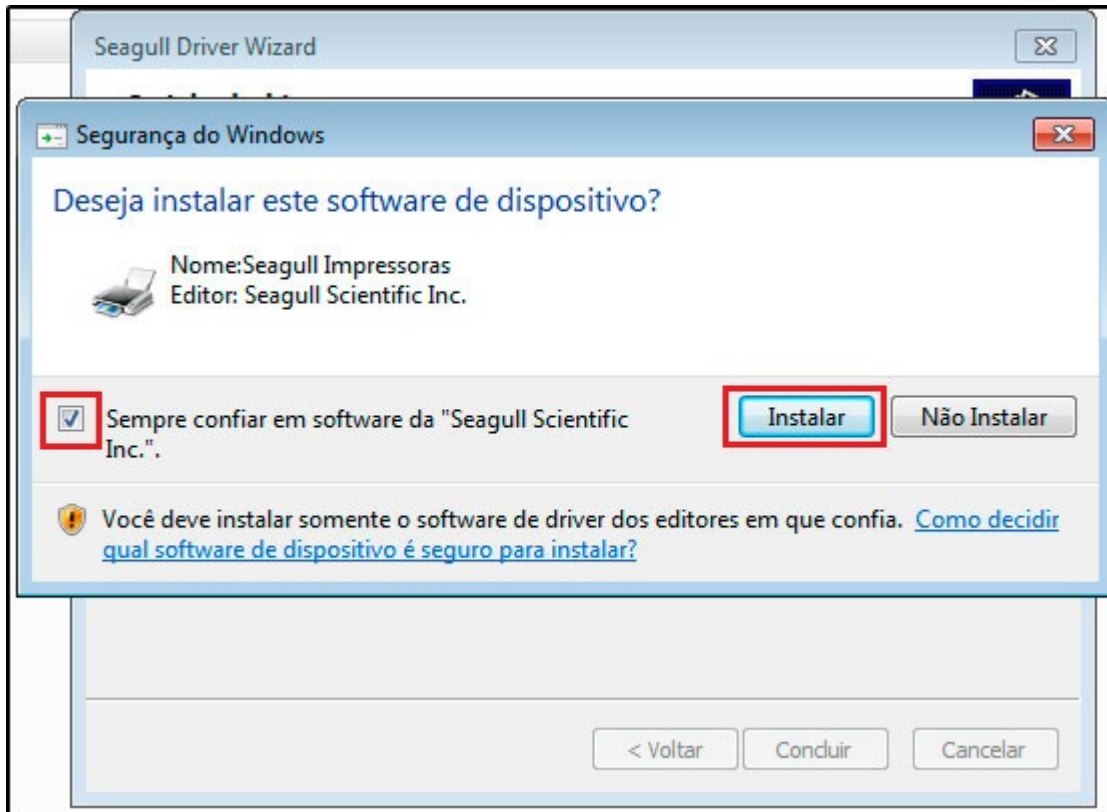 Seagull Driver Wizard
Segurança do Windows
Deseja instalar este software de dispositivo?
Nome:Seagull Impressoras
Editor: Seagull Scientific Inc.
Sempre confiar em software da "Seagull Scientific
Inc.".
Instalar
Não Instalar
Você deve instalar somente o software de driver dos editores em que confia. Como decidir
qual software de dispositivo é seguro para instalar?
< Voltar
Concluir
Cancelar